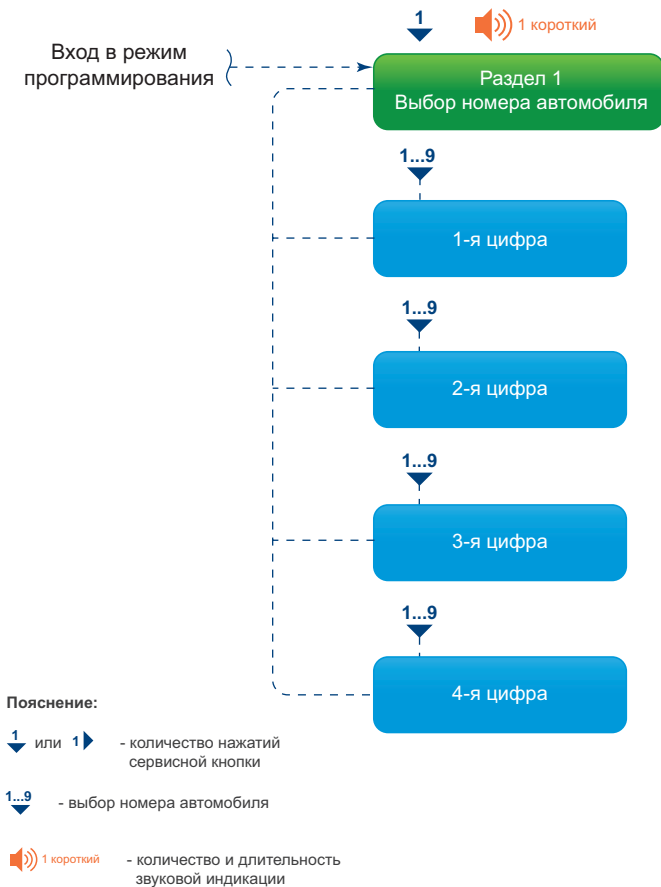 1
1 короткий
Вход в режим
программирования
Раздел 1
Выбор номера автомобиля
1...9
1-я цифра
1...9
2-я цифра
1...9
3-я цифра
1...9
4-я цифра
Пояснение:
1 или 1 - количество нажатий
сервисной кнопки
1...9 - выбор номера автомобиля
1 короткий - количество и длительность
звуковой индикации